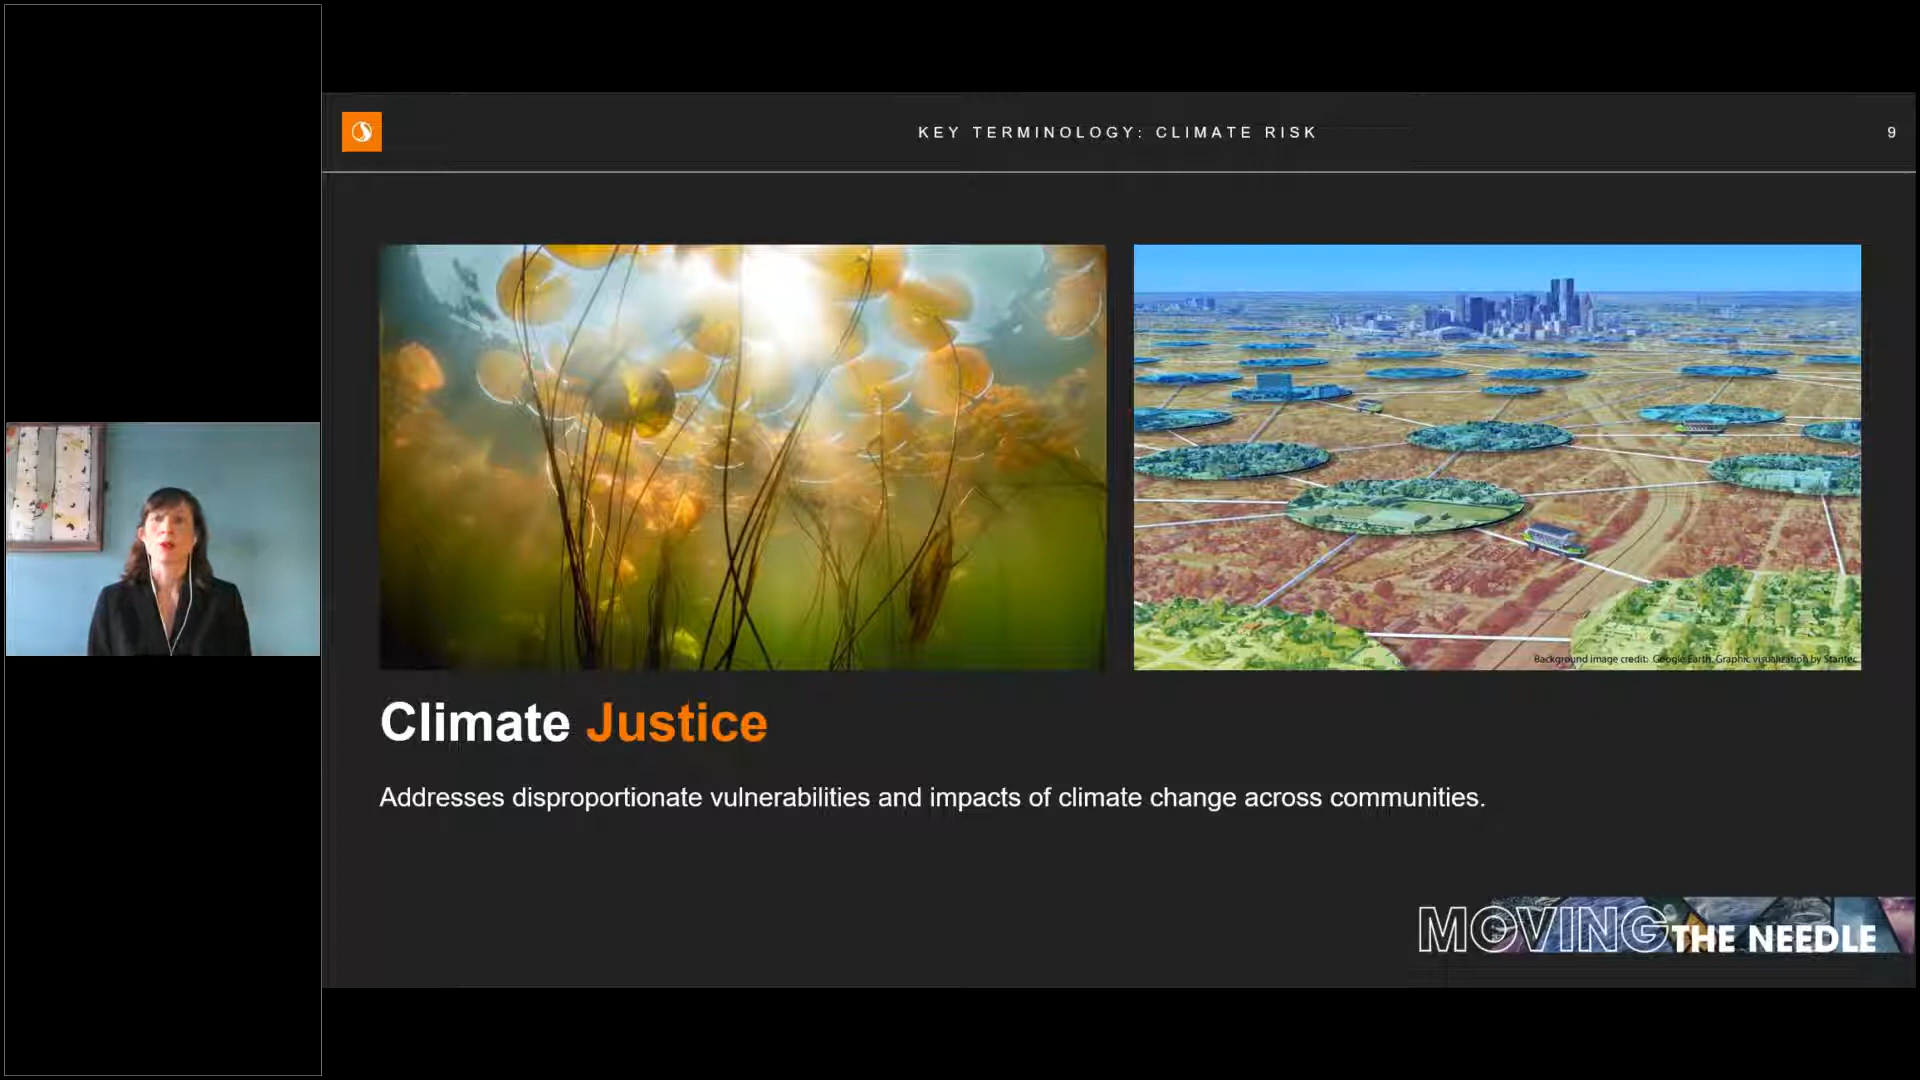 KEY TERMINOLOGY: CLIMATE RISK
9
Background image credit: Google Earth. Graphic visualization by Stantec
Climate Justice
Addresses disproportionate vulnerabilities and impacts of climate change across communities.
MOVING THE NEEDLE